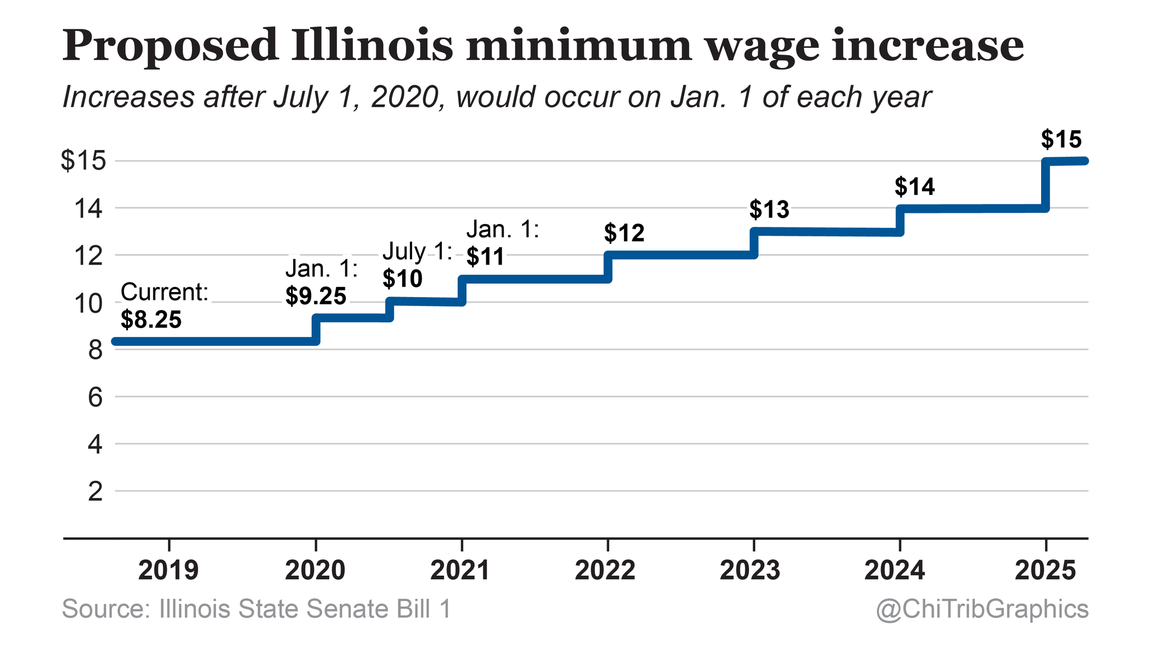 Proposed Illinois minimum wage increase
Increases after July 1, 2020, would occur on Jan. 1 of each year
$15
14
12
10
8
6
4
2
Current:
$8.25
Jan. 1:
$9.25
July 1:
$10
Jan. 1:
$11
$12
$13
$14
$15
2019 2020 2021 2022 2023 2024 2025
Source: Illinois State Senate Bill 1
@ChiTribGraphics